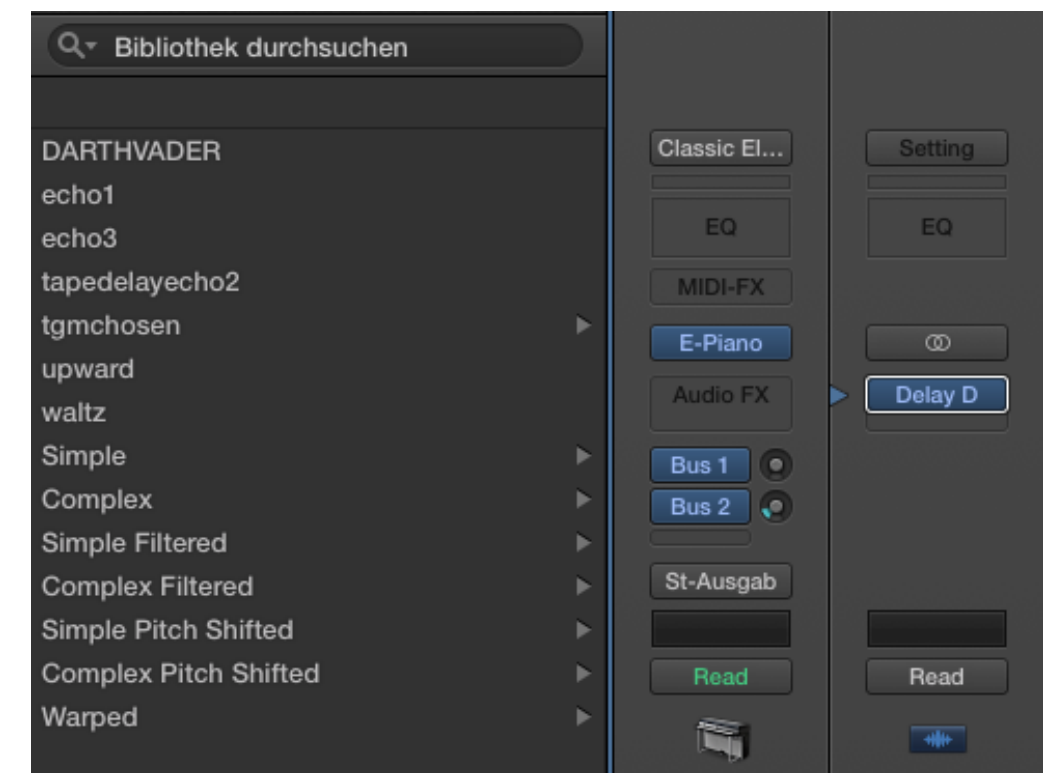 Bibliothek durchsuchen
DARTHVADER
echo1
echo3
tapedelayecho2
tgmchosen
upward
waltz
Simple
Complex
Simple Filtered
Complex Filtered
Simple Pitch Shifted
Complex Pitch Shifted
Warped
Classic El...
EQ
MIDI-FX
E-Piano
Audio FX
Bus 1
Bus 2
St-Ausgab
Read
Setting
EQ
Delay D
Read